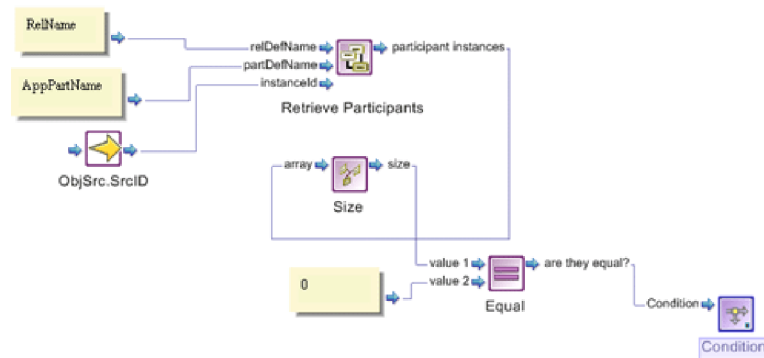 RelName
relDefName
participant instances
partDefName
AppPartName
instanceId
Retrieve Participants
ObjSrc.SrcID
array
size
Size
value 1
are they equal?
value 2
0
Equal
Condition
Condition